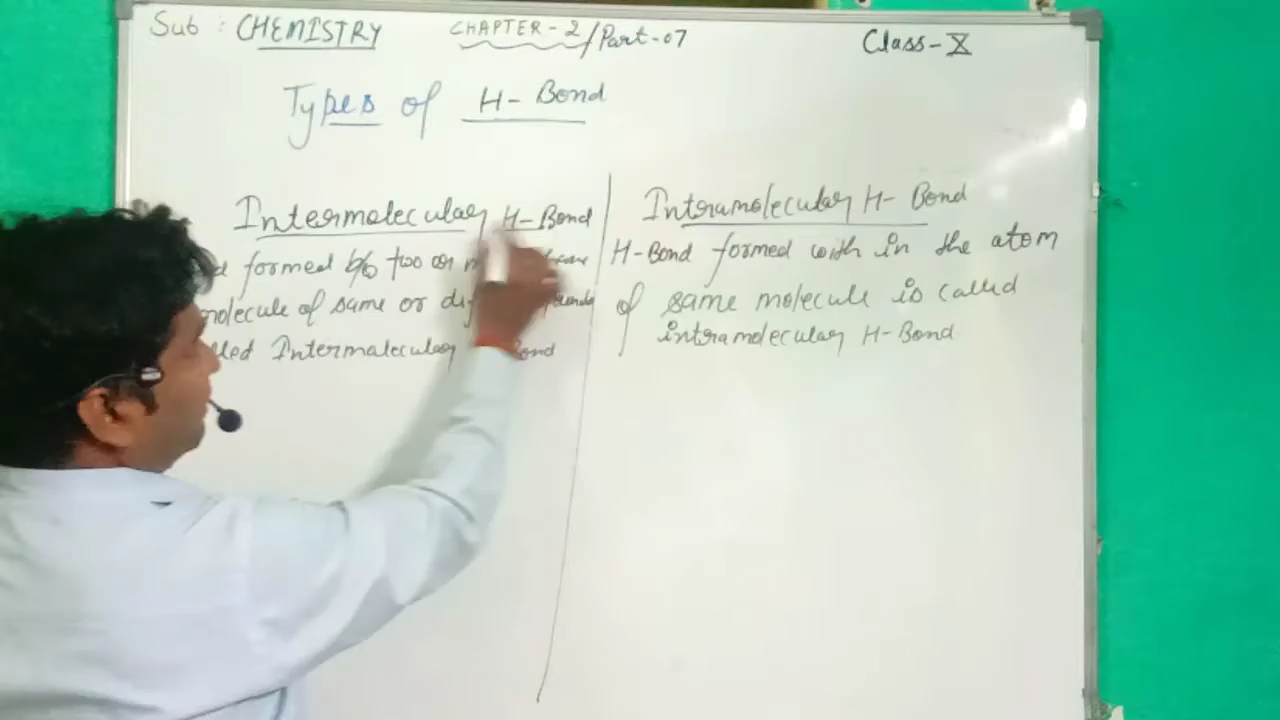 Sub : CHEMISTRY CHAPTER-2/Part-07 Class-X
Types of H-Bond
Intermolecular H-Bond
formed b/w two or
molecule of same or
Intermolecular Bond
Intramolecular H-Bond
H-Bond formed with in the atom
of same molecule is called
intramolecular H-Bond